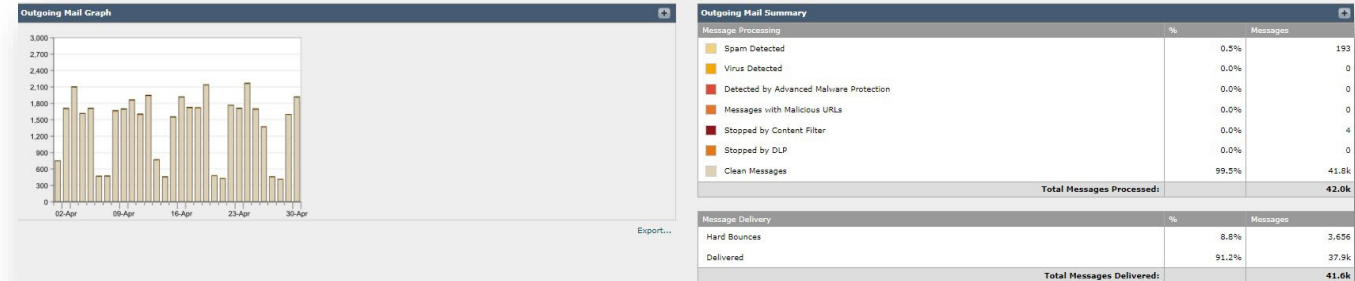 Outgoing Mail Graph
3,000
2,700
2,400
2,100
1,800
1,500
1,200
900
600
300
0
02-Apr 09-Apr 16-Apr 23-Apr 30-Apr
Export...
Outgoing Mail Summary
Message Processing % Messages
Spam Detected 0.5% 193
Virus Detected 0.0% 0
Detected by Advanced Malware Protection 0.0% 0
Messages with Malicious URLs 0.0% 0
Stopped by Content Filter 0.0% 4
Stopped by DLP 0.0% 0
Clean Messages 99.5% 41.8k
Total Messages Processed: 42.0k
Message Delivery % Messages
Hard Bounces 8.8% 3,656
Delivered 91.2% 37.9k
Total Messages Delivered: 41.6k